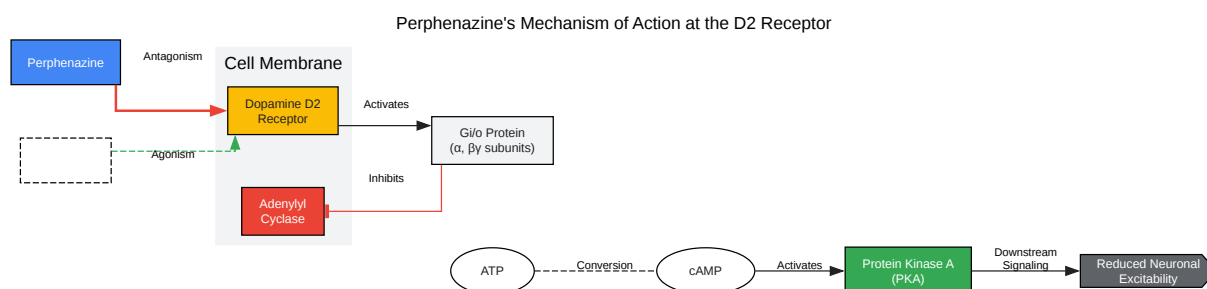 Perphenazine's Mechanism of Action at the D2 Receptor
Perphenazine
Antagonism
Cell Membrane
Dopamine D2
Receptor
Activates
Gi/o Protein
(α, βγ subunits)
Agonism
Inhibits
Adenylyl
Cyclase
ATP
Conversion
cAMP
Activates
Protein Kinase A
(PKA)
Downstream
Signaling
Reduced Neuronal
Excitability